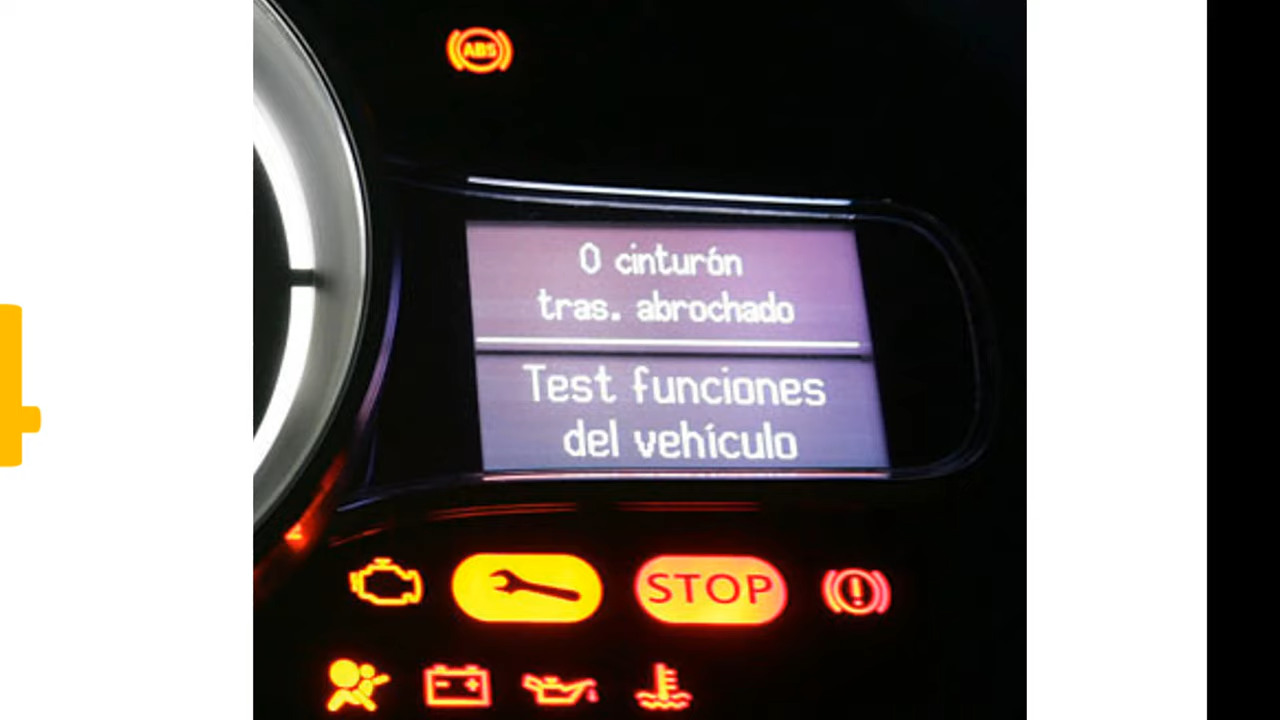 ABS
0 cinturón
tras. abrochado
Test funciones
del vehículo
STOP